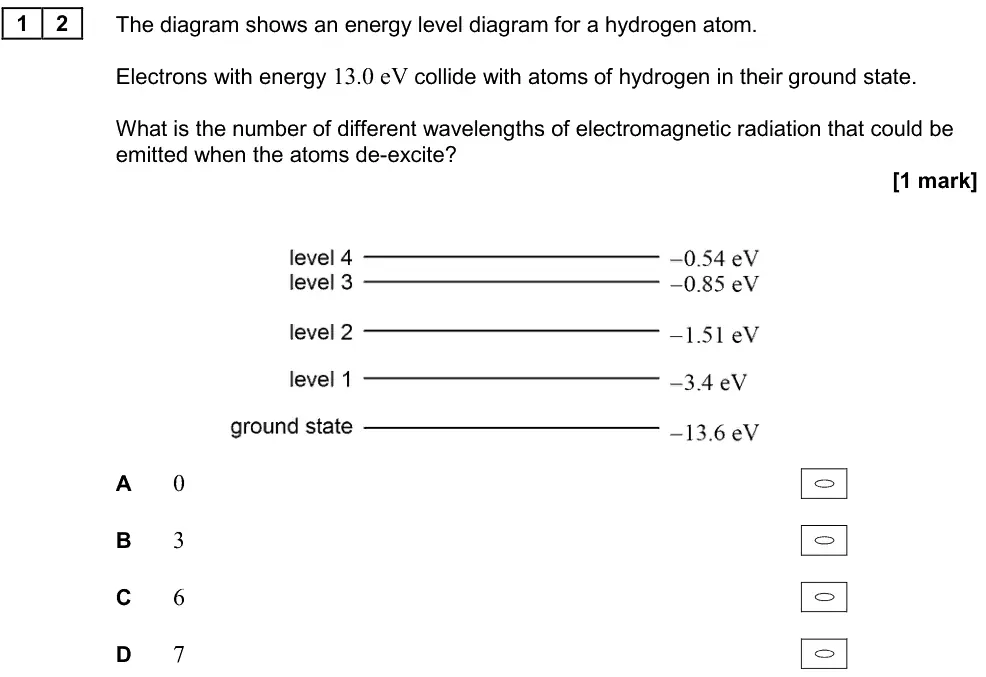 1 2 The diagram shows an energy level diagram for a hydrogen atom.
Electrons with energy 13.0 eV collide with atoms of hydrogen in their ground state.
What is the number of different wavelengths of electromagnetic radiation that could be
emitted when the atoms de-excite?
[1 mark]
level 4 −0.54 eV
level 3 −0.85 eV
level 2 −1.51 eV
level 1 −3.4 eV
ground state −13.6 eV
A 0
B 3
C 6
D 7